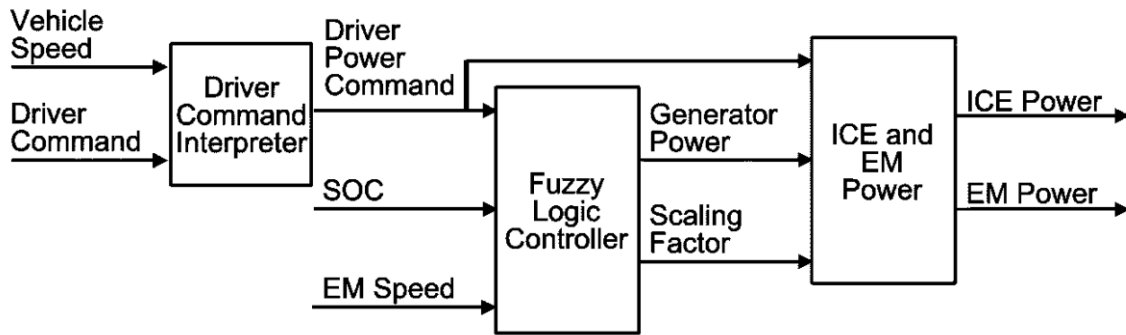 Vehicle
Speed
Driver
Command
Driver
Command
Interpreter
Driver
Power
Command
SOC
EM Speed
Fuzzy
Logic
Controller
Generator
Power
Scaling
Factor
ICE and
EM
Power
ICE Power
EM Power